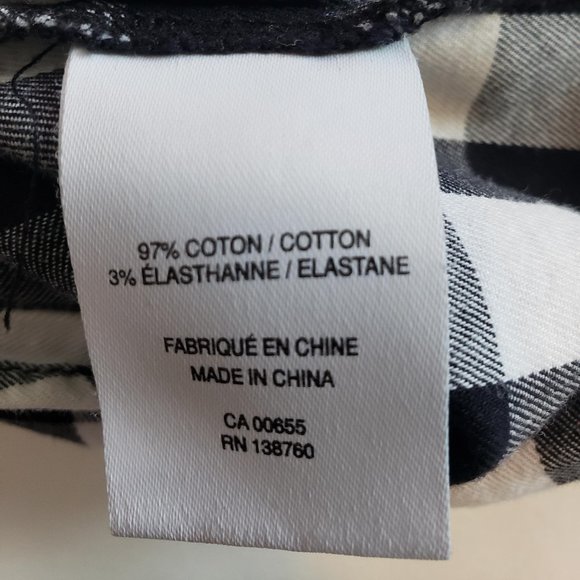 97% COTON / COTTON
3% ÉLASTHANNE / ELASTANE
FABRIQUÉ EN CHINE
MADE IN CHINA
CA 00655
RN 138760